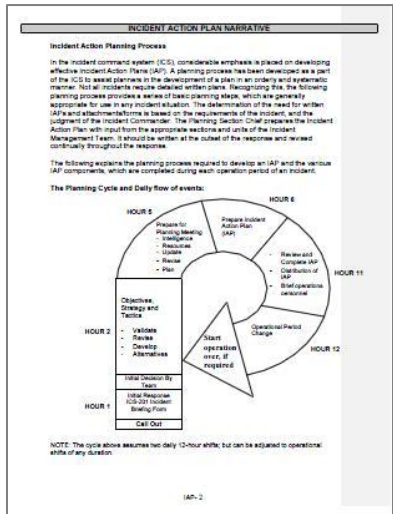 INCIDENT ACTION PLAN NARRATIVE
Incident Action Planning Process
In the incident command system (ICS), considerable emphasis is placed on developing
effective Incident Action Plans (IAP). A planning process has been developed as a part
of the ICS to assist planners in the development of a plan in an orderly and systematic
manner. Not all incidents require detailed written plans. Recognizing this, the following
planning process provides a series of basic planning steps, which are generally
appropriate for use in any incident situation. The determination of the need for written
IAPs and attachments/forms is based on the requirements of the incident, and the
judgment of the Incident Commander. The Planning Section Chief prepares the Incident
Action Plan with input from the appropriate sections and units of the Incident
Management Team. It should be written at the outset of the response and revised
continually throughout the response.
The following explains the planning process required to develop an IAP and the various
IAP components, which are completed during each operation period of an incident.
The Planning Cycle and Daily flow of events:
HOUR 6
HOUR 5
Prepare for
Planning Meeting
- Intelligence
- Resources
- Update
- Revise
- Plan
Prepare Incident
Action Plan
(IAP)
- Review and
Complete IAP
- Distribution of
IAP
- Brief operations
personnel
HOUR 11
Objectives,
Strategy and
Tactics
- Validate
- Revise
- Develop
- Alternatives
HOUR 2
Start
operation
over, if
required
Operational Period
Change
HOUR 12
Initial Decision By
Team
HOUR 1
Initial Response
ICS-201 Incident
Briefing Form
Call Out
NOTE: The cycle above assumes two daily 12-hour shifts; but can be adjusted to operational
shifts of any duration.
IAP- 2